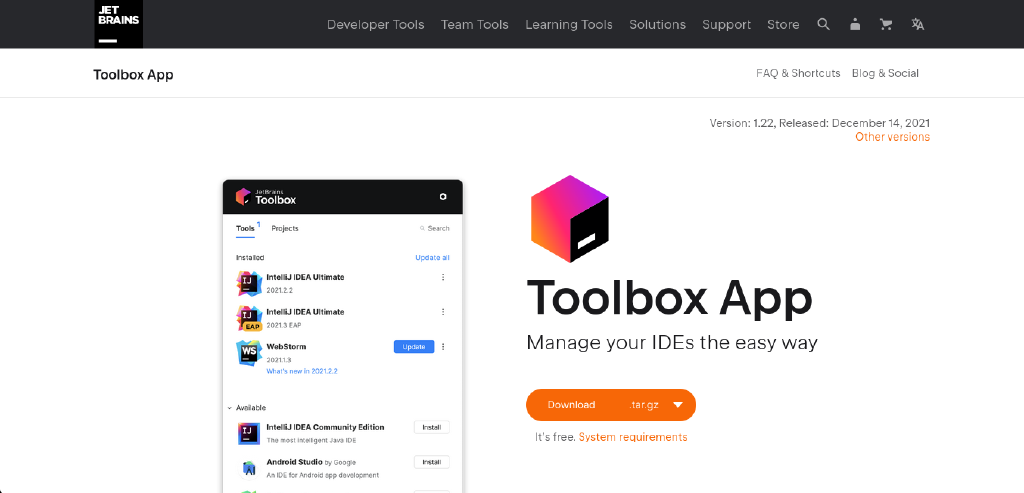 JET
BRAINS
Developer Tools Team Tools Learning Tools Solutions Support Store
Toolbox App
FAQ & Shortcuts Blog & Social
Version: 1.22, Released: December 14, 2021
Other versions
JetBrains
Toolbox
Tools 1 Projects Search
Installed Update all
IJ IntelliJ IDEA Ultimate
2021.2.2
IJ EAP IntelliJ IDEA Ultimate
2021.3 EAP
WS WebStorm Update
2021.1.3
What's new in 2021.2.2
Available
IJ IntelliJ IDEA Community Edition Install
The most intelligent Java IDE
Android Studio by Google Install
An IDE for Android app development
Toolbox App
Manage your IDEs the easy way
Download .tar.gz
It's free. System requirements